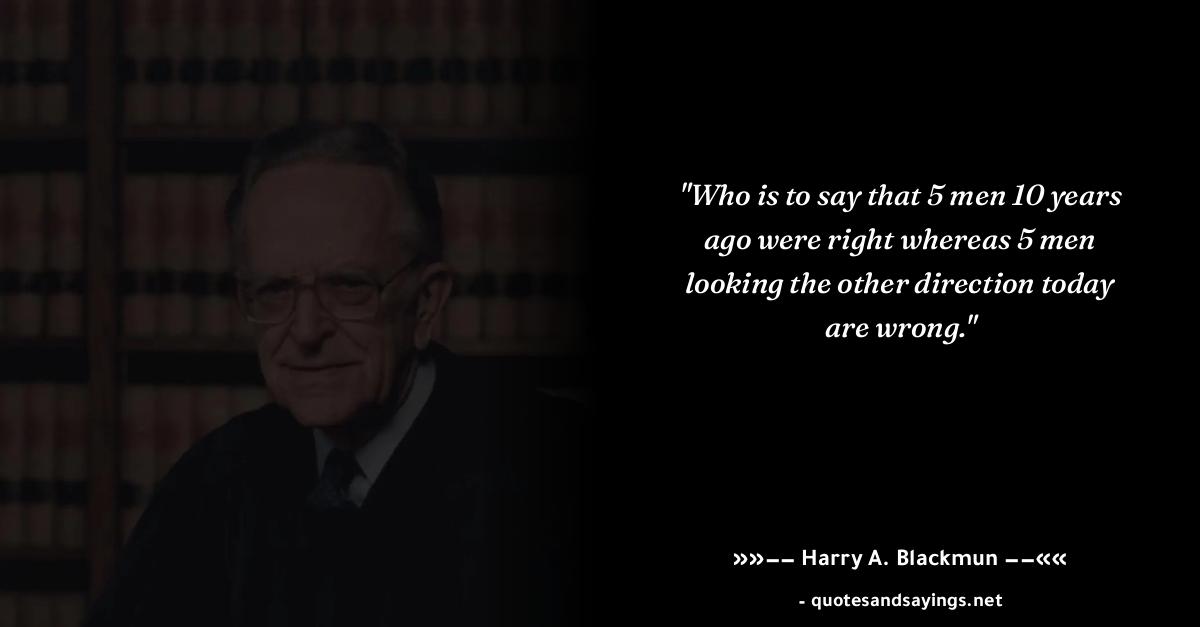 "Who is to say that 5 men 10 years
ago were right whereas 5 men
looking the other direction today
are wrong."
»»−− Harry A. Blackmun −−««
- quotesandsayings.net